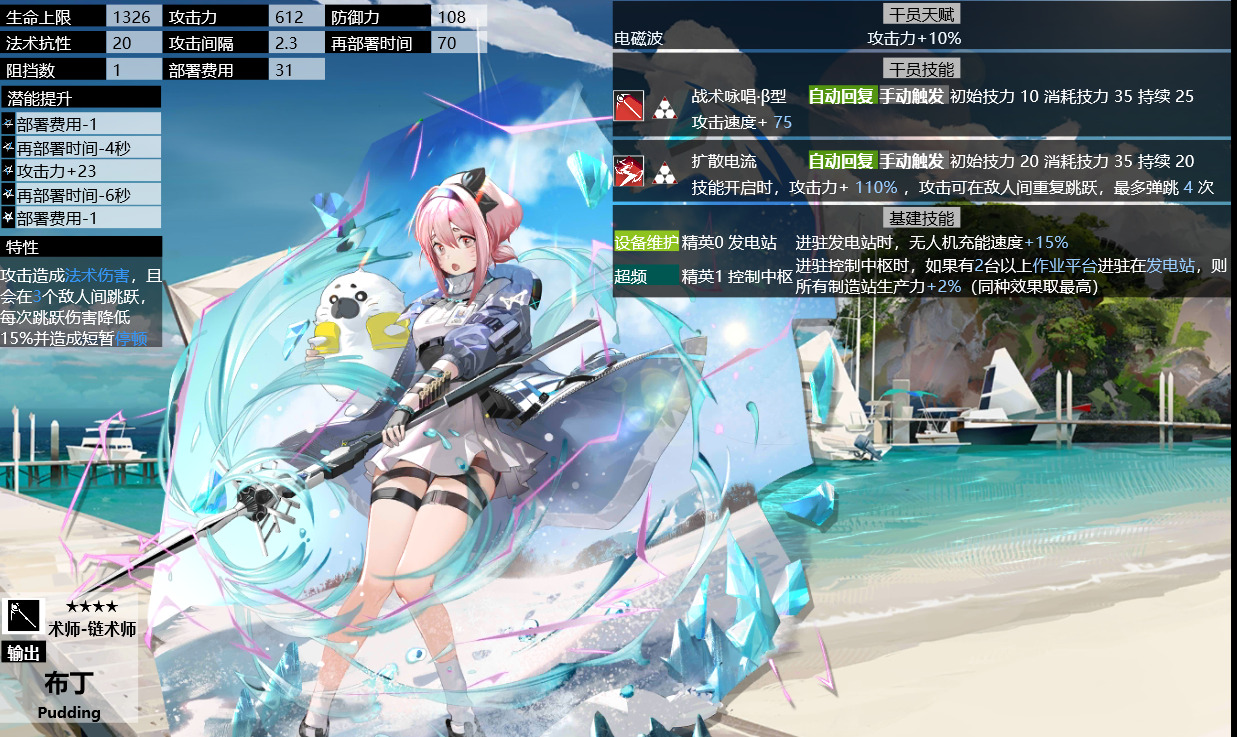 生命上限 1326 攻击力 612 防御力 108
法术抗性 20 攻击间隔 2.3 再部署时间 70
阻挡数 1 部署费用 31
潜能提升
部署费用-1
再部署时间-4秒
攻击力+23
再部署时间-6秒
部署费用-1
特性
攻击造成法术伤害，且
会在3个敌人间跳跃，
每次跳跃伤害降低
15%并造成短暂停顿
干员天赋
电磁波 攻击力+10%
干员技能
战术咏唱·β型 自动回复 手动触发 初始技力 10 消耗技力 35 持续 25
攻击速度+ 75
扩散电流 自动回复 手动触发 初始技力 20 消耗技力 35 持续 20
技能开启时，攻击力+ 110% ，攻击可在敌人间重复跳跃，最多弹跳 4 次
基建技能
设备维护 精英0 发电站 进驻发电站时，无人机充能速度+15%
超频 精英1 控制中枢 进驻控制中枢时，如果有2台以上作业平台进驻在发电站，则
所有制造站生产力+2%（同种效果取最高）
★★★★
术师-链术师
输出
布丁
Pudding